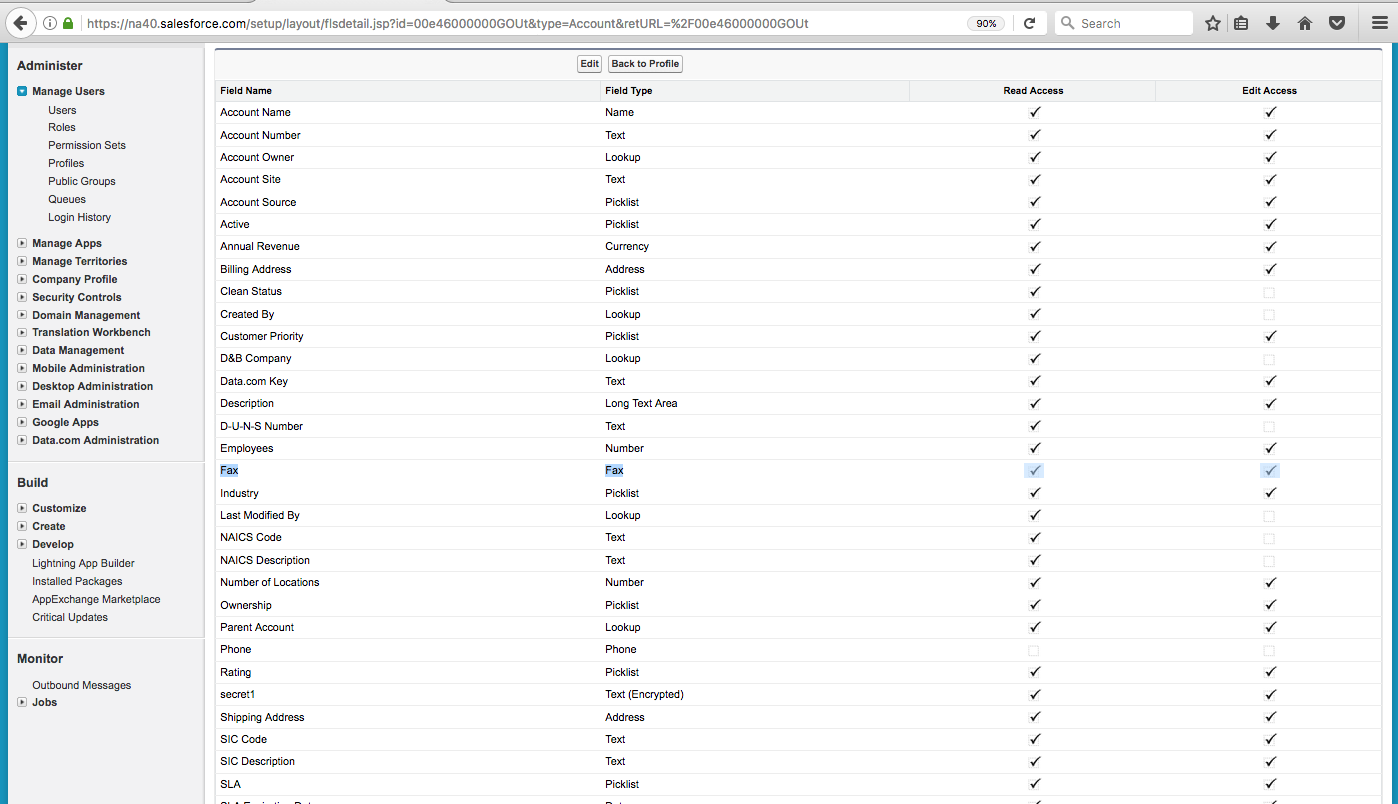 https://na40.salesforce.com/setup/layout/flsdetail.jsp?id=00e46000000GOUt&type=Account&retURL=%2F00e46000000GOUt
90%
Search
Administer
Manage Users
Users
Roles
Permission Sets
Profiles
Public Groups
Queues
Login History
Manage Apps
Manage Territories
Company Profile
Security Controls
Domain Management
Translation Workbench
Data Management
Mobile Administration
Desktop Administration
Email Administration
Google Apps
Data.com Administration
Build
Customize
Create
Develop
Lightning App Builder
Installed Packages
AppExchange Marketplace
Critical Updates
Monitor
Outbound Messages
Jobs
Edit Back to Profile
Field Name Field Type Read Access Edit Access
Account Name Name
Account Number Text
Account Owner Lookup
Account Site Text
Account Source Picklist
Active Picklist
Annual Revenue Currency
Billing Address Address
Clean Status Picklist
Created By Lookup
Customer Priority Picklist
D&B Company Lookup
Data.com Key Text
Description Long Text Area
D-U-N-S Number Text
Employees Number
Fax Fax
Industry Picklist
Last Modified By Lookup
NAICS Code Text
NAICS Description Text
Number of Locations Number
Ownership Picklist
Parent Account Lookup
Phone Phone
Rating Picklist
secret1 Text (Encrypted)
Shipping Address Address
SIC Code Text
SIC Description Text
SLA Picklist